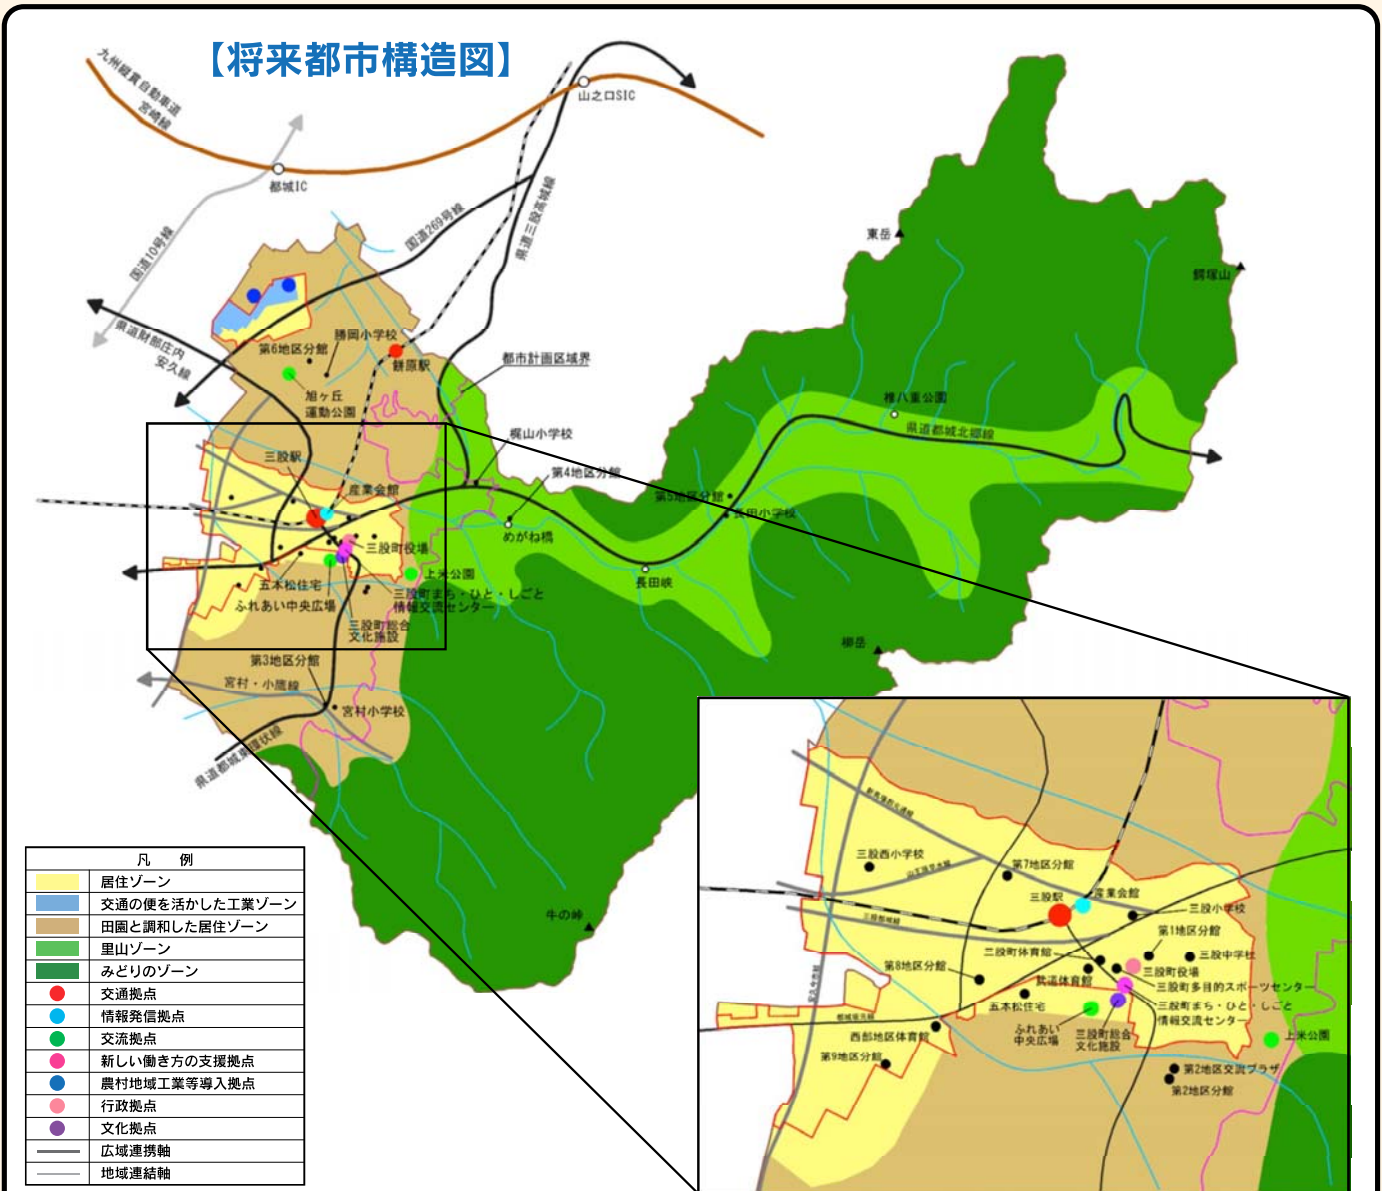 【将来都市構造図】
九州縦貫自動車道
宮崎線
山之口SIC
都城IC
国道10号線
国道269号線
県道三股高城線
東岳
鰐塚山
県道財部庄内
安久線
第6地区分館
勝岡小学校
餅原駅
都市計画区域界
旭ヶ丘
運動公園
椎八重公園
県道都城北郷線
梶山小学校
三股駅
第4地区分館
産業会館
第5地区分館
長田小学校
めがね橋
三股町役場
長田峡
上米公園
五本松住宅
三股町まち・ひと・しごと
情報交流センター
ふれあい中央広場
三股町総合
文化施設
柳岳
第3地区分館
宮村・小鷹線
宮村小学校
県道都城東環状線
牛の峠
三股西小学校
第7地区分館
三股駅
産業会館
三股小学校
第1地区分館
三股町体育館
三股中学校
第8地区分館
武道体育館
三股町役場
三股町多目的スポーツセンター
五本松住宅
三股町まち・ひと・しごと
情報交流センター
ふれあい
中央広場
三股町総合
文化施設
西部地区体育館
上米公園
第9地区分館
第2地区交流プラザ
第2地区分館
凡　例
居住ゾーン
交通の便を活かした工業ゾーン
田園と調和した居住ゾーン
里山ゾーン
みどりのゾーン
交通拠点
情報発信拠点
交流拠点
新しい働き方の支援拠点
農村地域工業等導入拠点
行政拠点
文化拠点
広域連携軸
地域連結軸